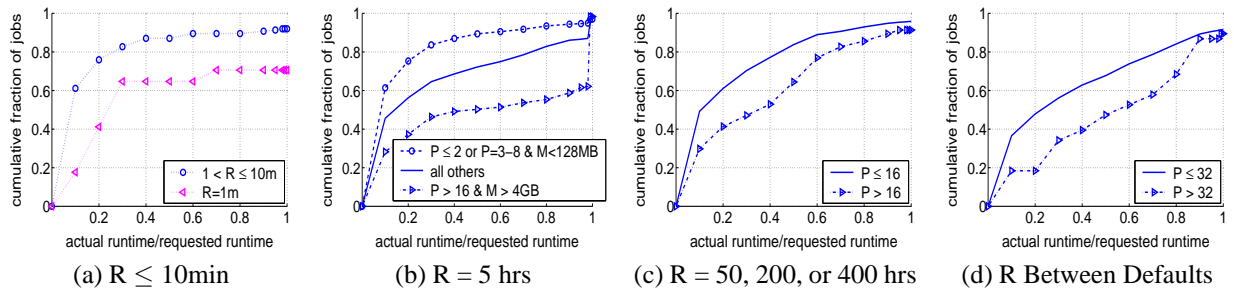 cumulative fraction of jobs
1
0.8
0.6
0.4
0.2
0
1 < R ≤ 10m
R=1m
0.2 0.4 0.6 0.8 1
actual runtime/requested runtime
(a) R ≤ 10min
cumulative fraction of jobs
1
0.8
0.6
0.4
0.2
0
P ≤ 2 or P=3−8 & M<128MB
all others
P > 16 & M > 4GB
0.2 0.4 0.6 0.8 1
actual runtime/requested runtime
(b) R = 5 hrs
cumulative fraction of jobs
1
0.8
0.6
0.4
0.2
0
P ≤ 16
P > 16
0.2 0.4 0.6 0.8 1
actual runtime/requested runtime
(c) R = 50, 200, or 400 hrs
cumulative fraction of jobs
1
0.8
0.6
0.4
0.2
0
P ≤ 32
P > 32
0.2 0.4 0.6 0.8 1
actual runtime/requested runtime
(d) R Between Defaults